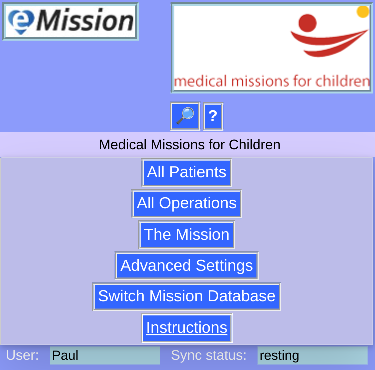 eMission
medical missions for children
?
Medical Missions for Children
All Patients
All Operations
The Mission
Advanced Settings
Switch Mission Database
Instructions
User: Paul Sync status: resting